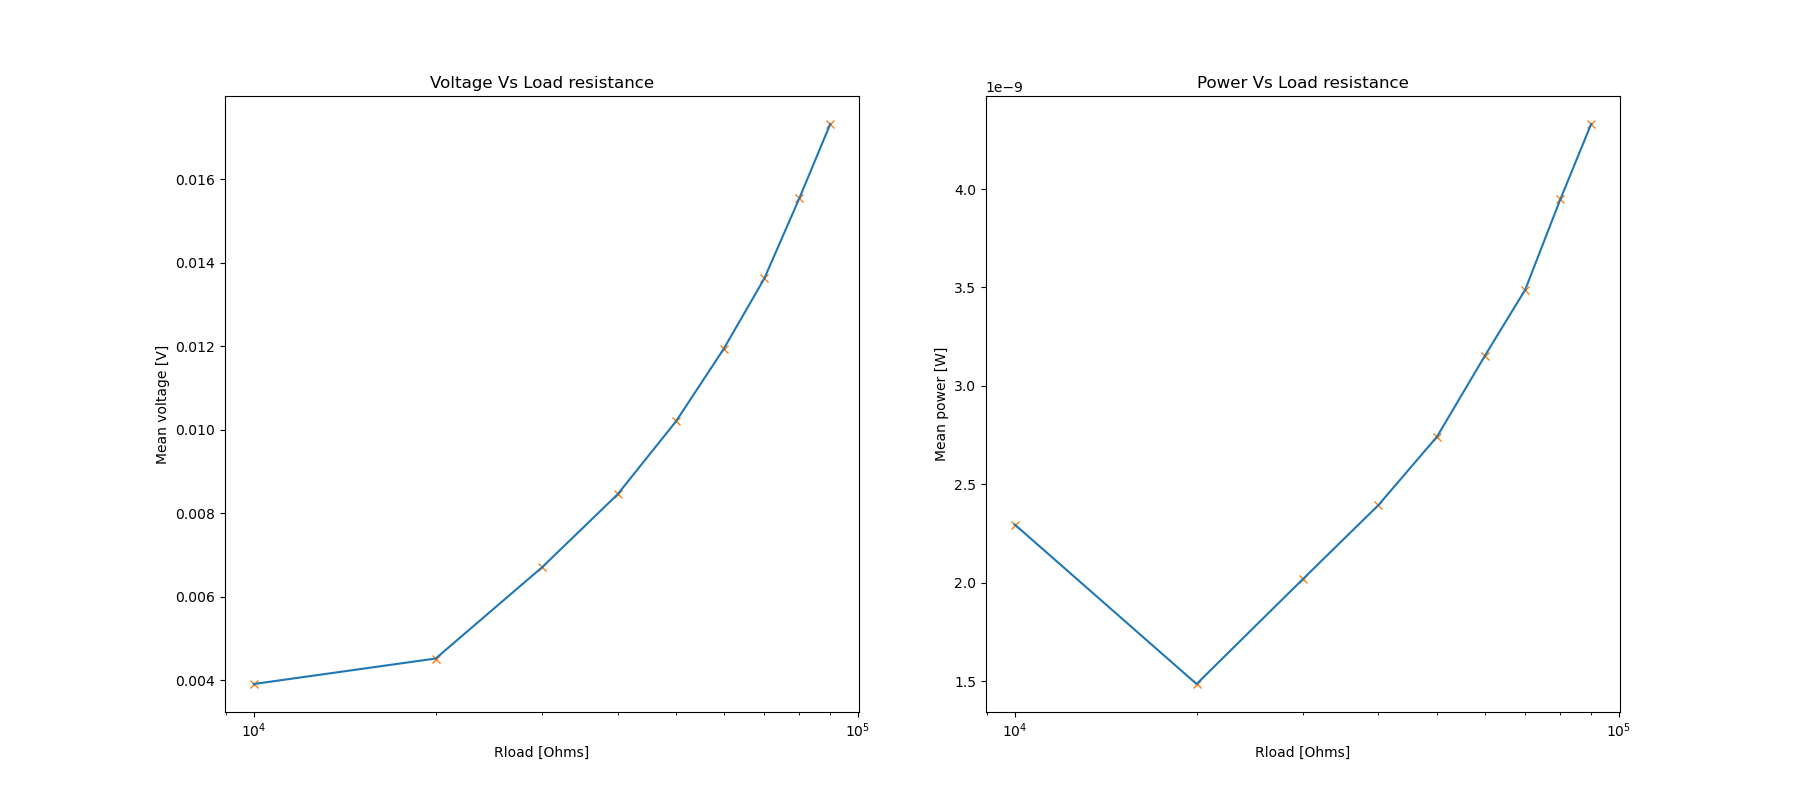 Voltage Vs Load resistance
Mean voltage [V]
0.016
0.014
0.012
0.010
0.008
0.006
0.004
10⁴
10⁵
Rload [Ohms]
Power Vs Load resistance
1e−9
Mean power [W]
4.0
3.5
3.0
2.5
2.0
1.5
10⁴
10⁵
Rload [Ohms]